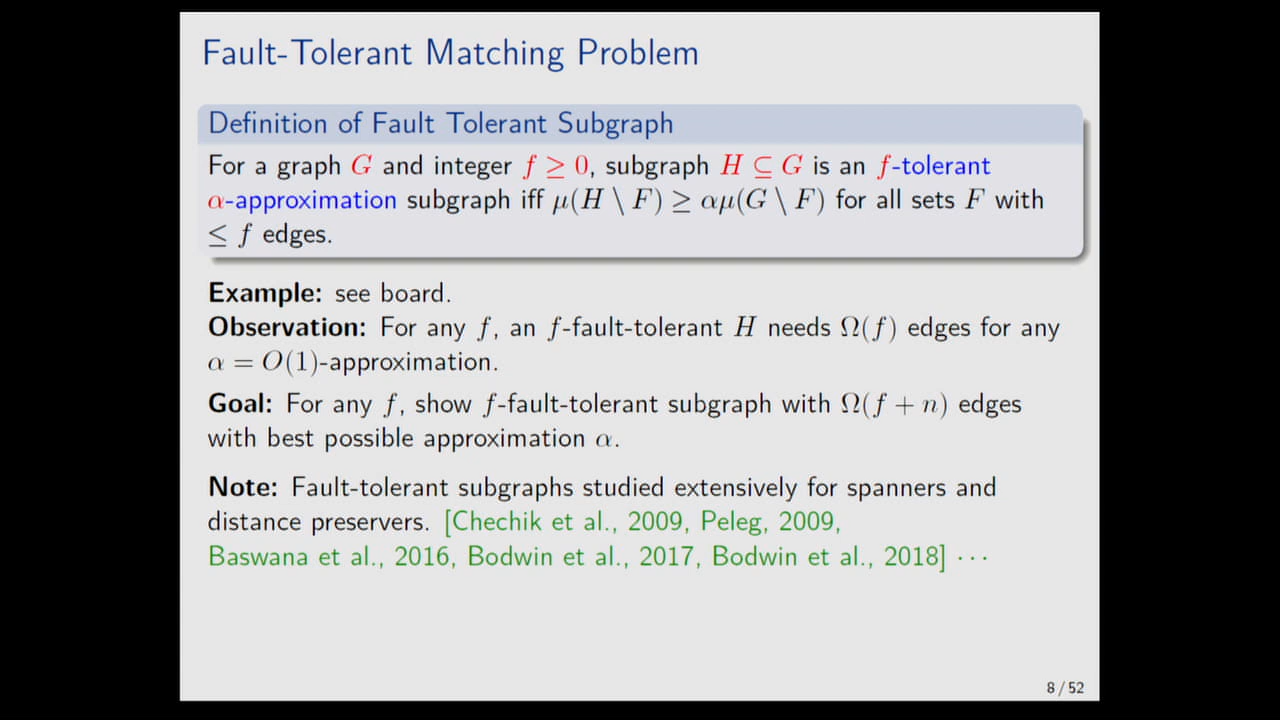 Fault-Tolerant Matching Problem
Definition of Fault Tolerant Subgraph
For a graph G and integer f ≥ 0, subgraph H ⊆ G is an f-tolerant
α-approximation subgraph iff μ(H \ F) ≥ αμ(G \ F) for all sets F with
≤ f edges.
Example: see board.
Observation: For any f, an f-fault-tolerant H needs Ω(f) edges for any
α = O(1)-approximation.
Goal: For any f, show f-fault-tolerant subgraph with Ω(f + n) edges
with best possible approximation α.
Note: Fault-tolerant subgraphs studied extensively for spanners and
distance preservers. [Chechik et al., 2009, Peleg, 2009,
Baswana et al., 2016, Bodwin et al., 2017, Bodwin et al., 2018] ···
8 / 52